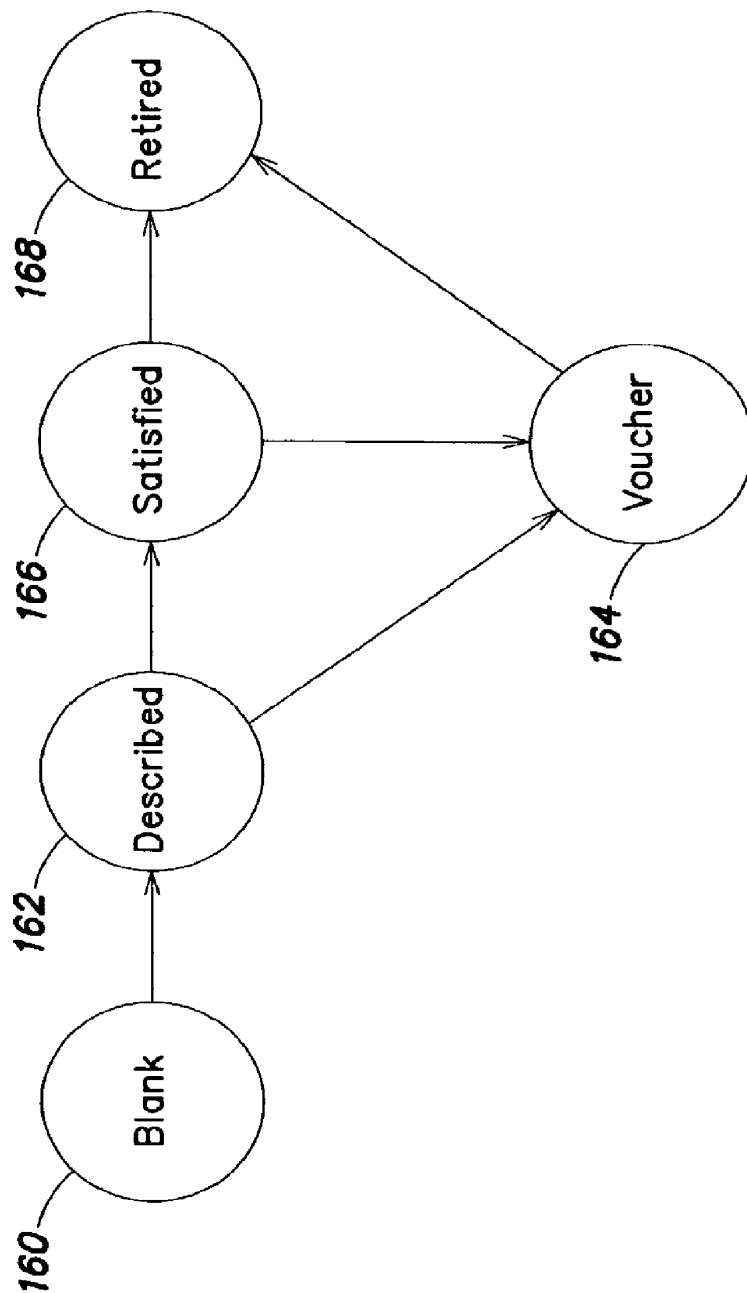 160
Blank
162
Described
166
Satisfied
168
Retired
164
Voucher